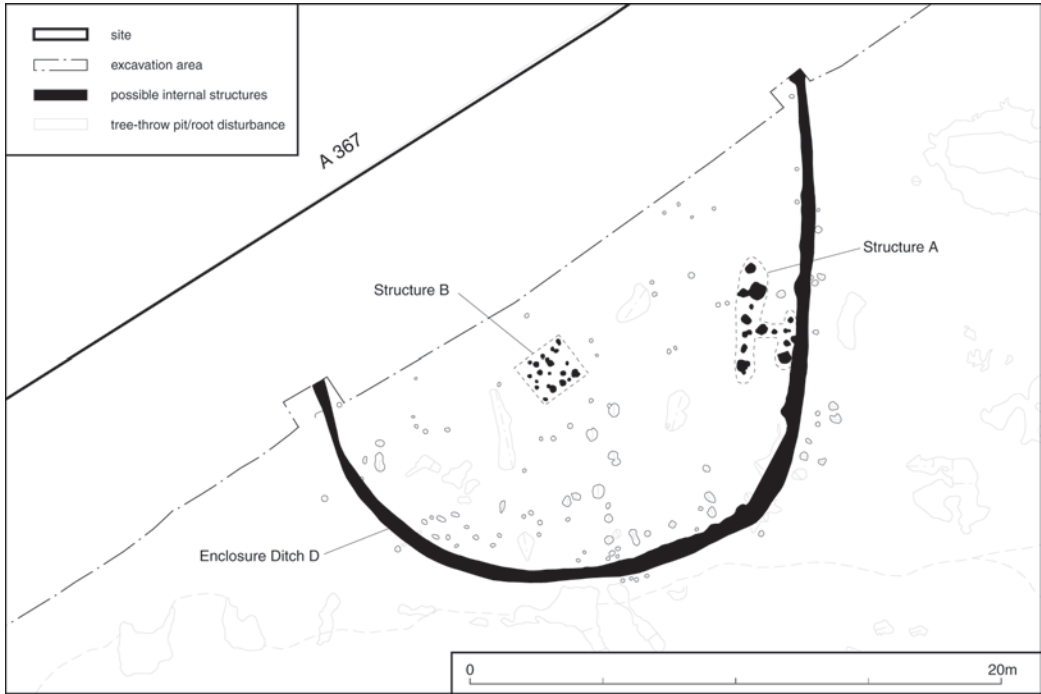 site
excavation area
possible internal structures
tree-throw pit/root disturbance
A 367
Structure A
Structure B
Enclosure Ditch D
0 20m